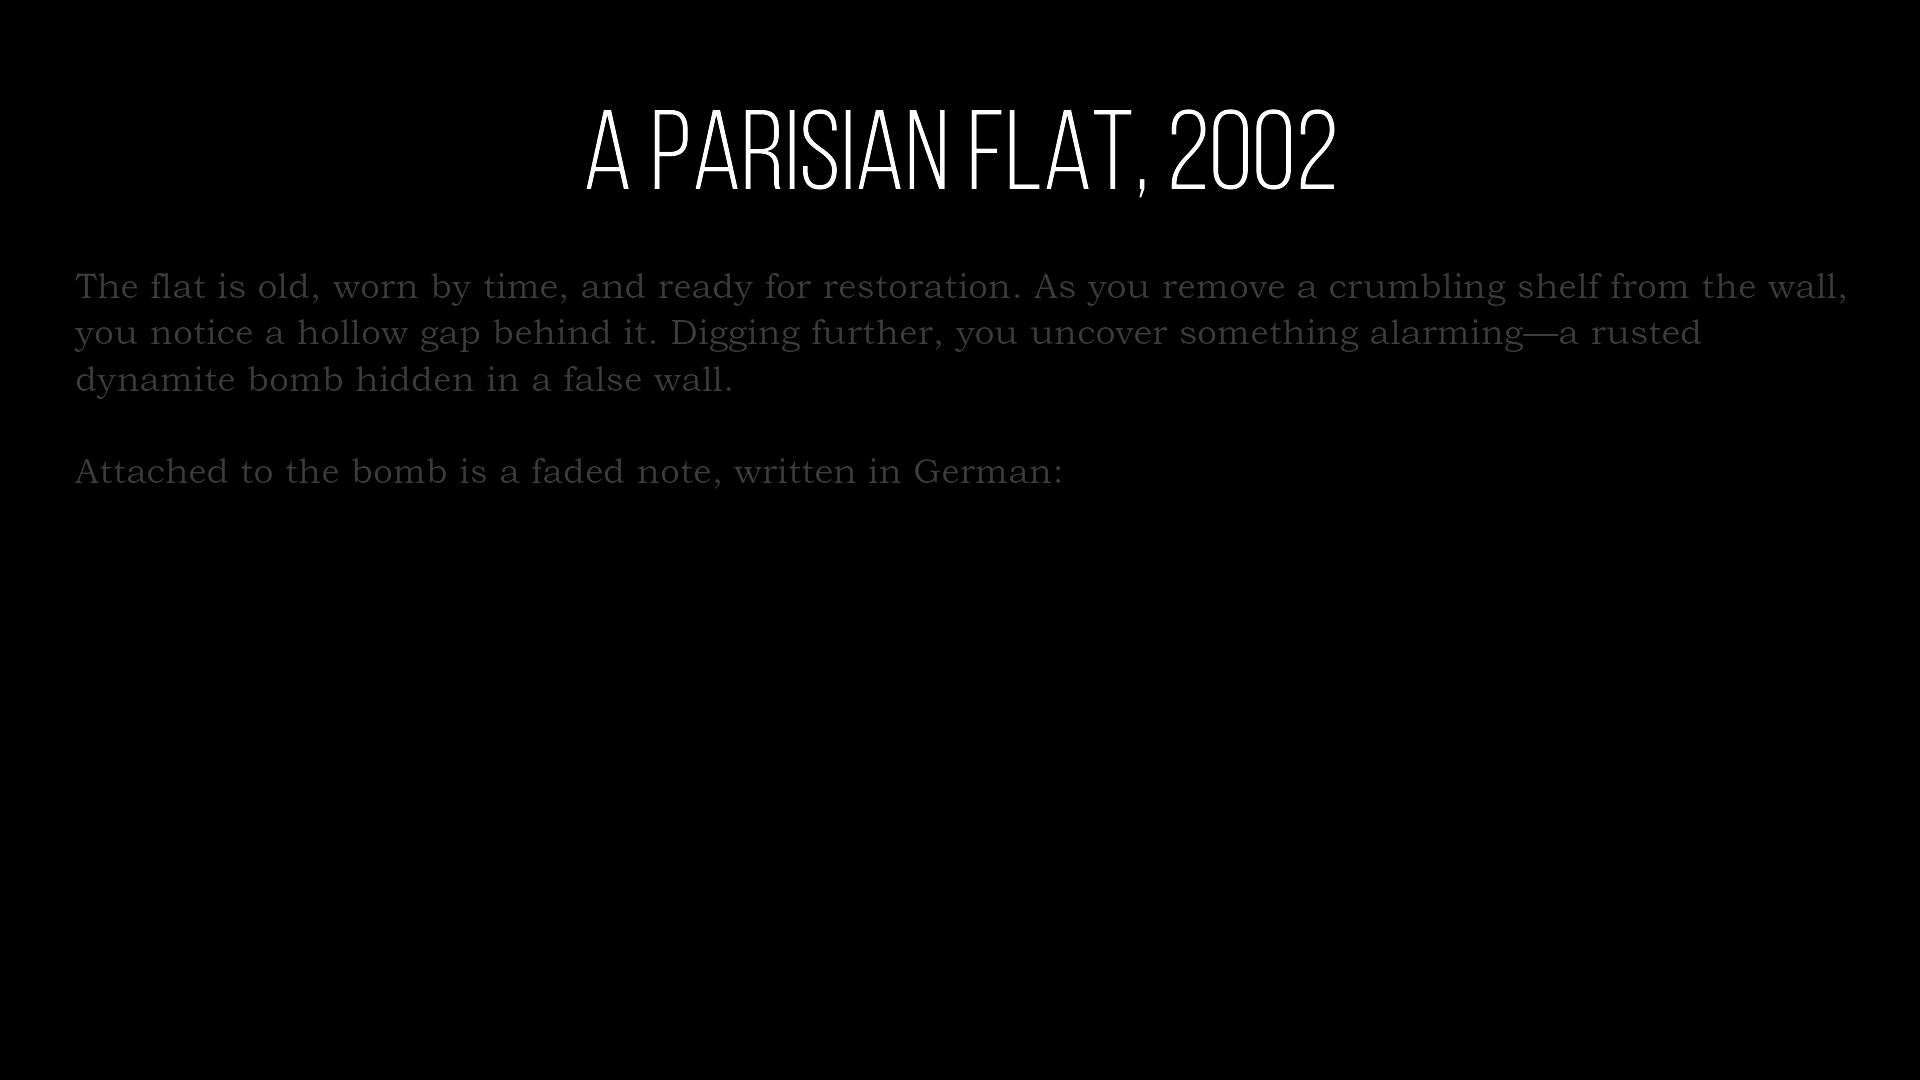 A PARISIAN FLAT, 2002
The flat is old, worn by time, and ready for restoration. As you remove a crumbling shelf from the wall,
you notice a hollow gap behind it. Digging further, you uncover something alarming—a rusted
dynamite bomb hidden in a false wall.
Attached to the bomb is a faded note, written in German: